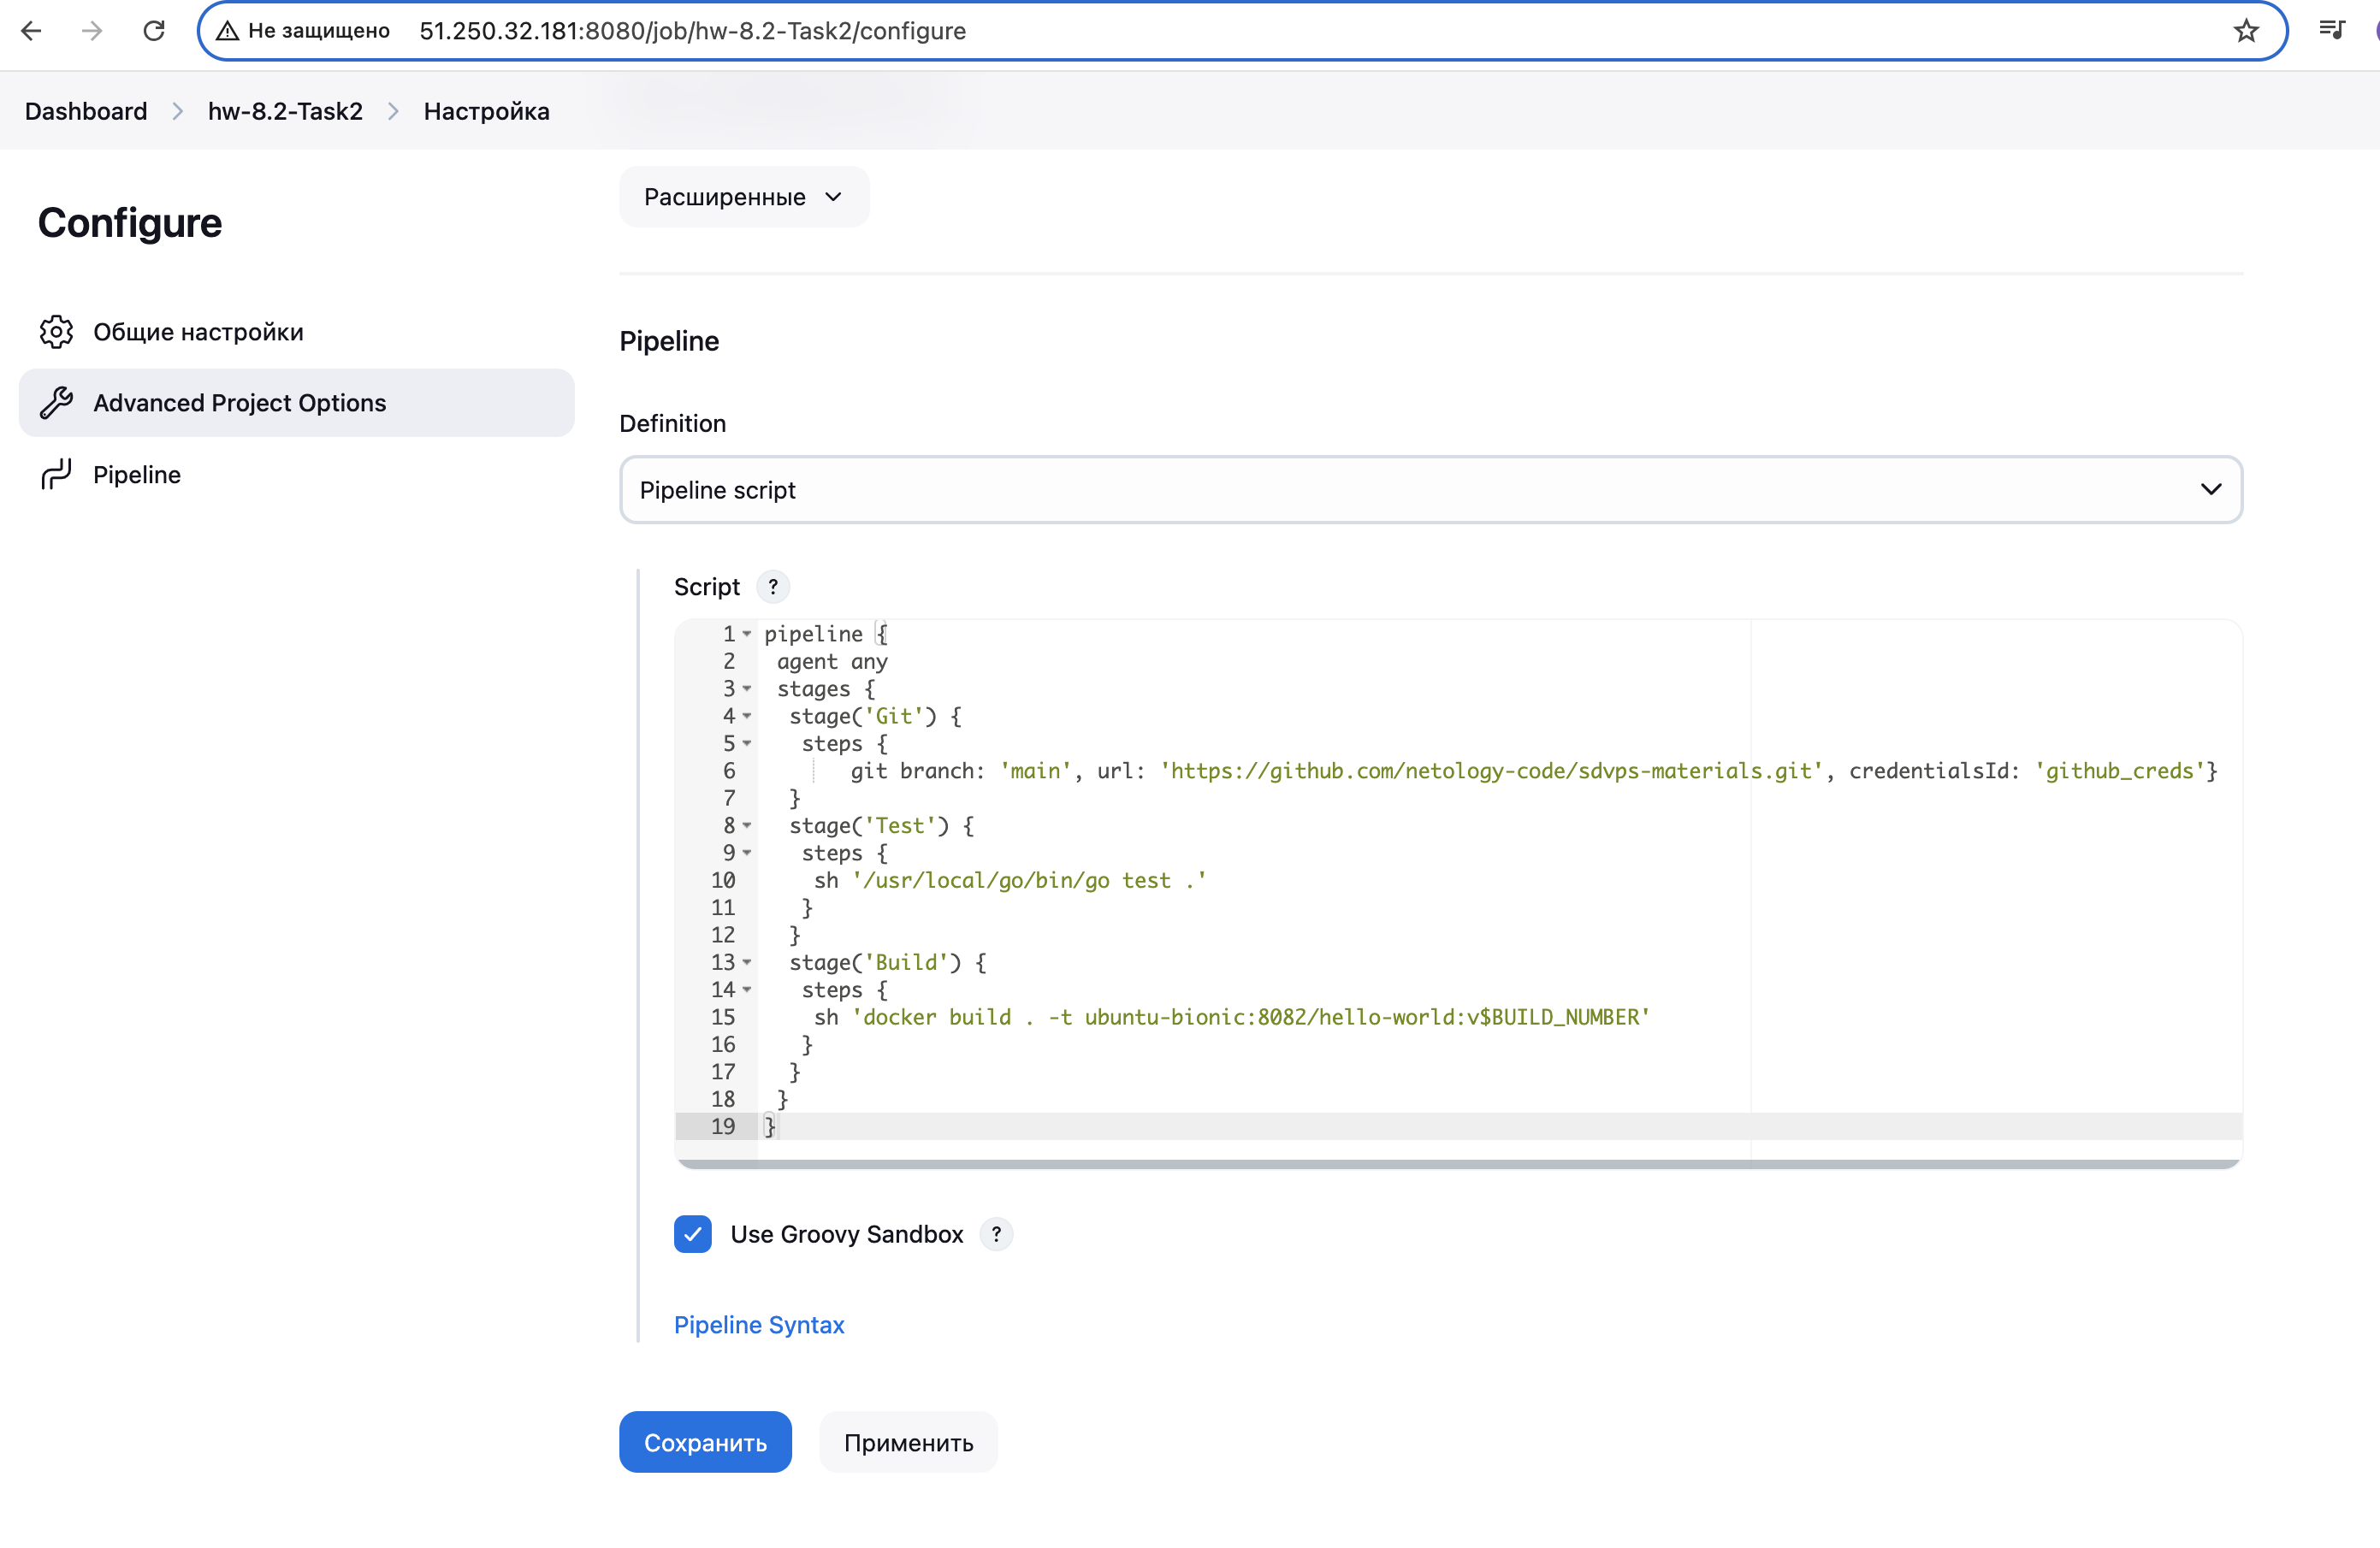 Не защищено 51.250.32.181:8080/job/hw-8.2-Task2/configure
Dashboard hw-8.2-Task2 Настройка
Configure
Общие настройки
Advanced Project Options
Pipeline
Расширенные
Pipeline
Definition
Pipeline script
Script ?
1 pipeline {
2 agent any
3 stages {
4 stage('Git') {
5 steps {
6 git branch: 'main', url: 'https://github.com/netology-code/sdvps-materials.git', credentialsId: 'github_creds'}
7 }
8 stage('Test') {
9 steps {
10 sh '/usr/local/go/bin/go test .'
11 }
12 }
13 stage('Build') {
14 steps {
15 sh 'docker build . -t ubuntu-bionic:8082/hello-world:v$BUILD_NUMBER'
16 }
17 }
18 }
19 }
Use Groovy Sandbox ?
Pipeline Syntax
Сохранить Применить